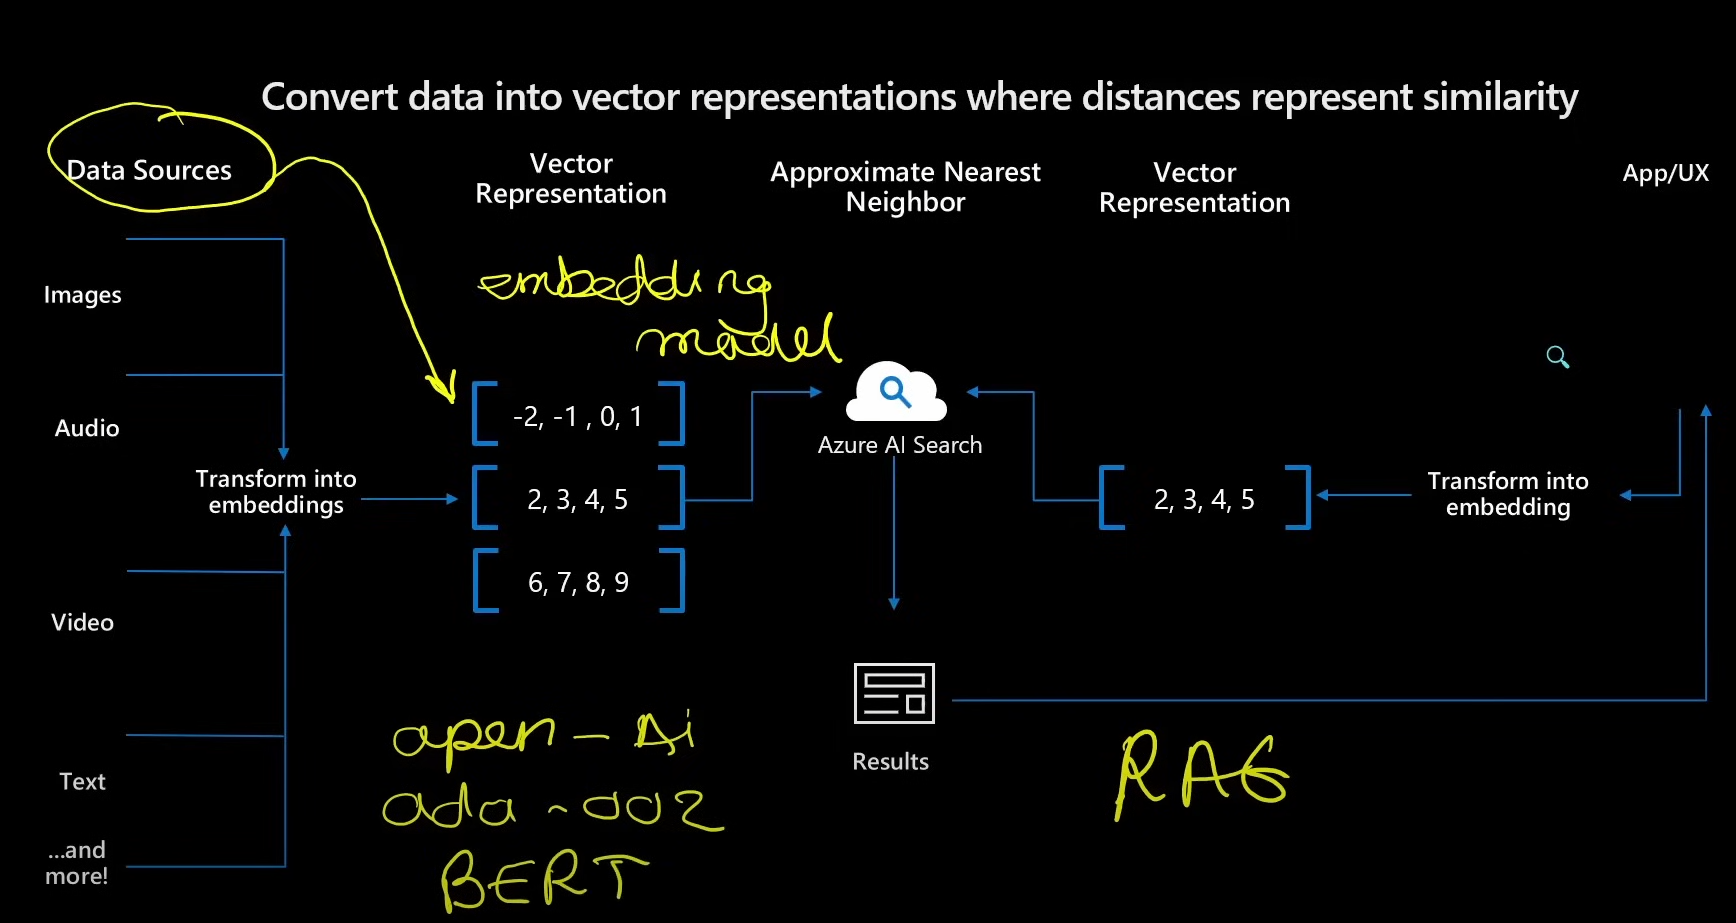 Convert data into vector representations where distances represent similarity
Data Sources
Vector
Representation
Approximate Nearest
Neighbor
Vector
Representation
App/UX
embedding
model
Images
Audio
Video
Text
...and
more!
Transform into
embeddings
-2, -1 , 0, 1
2, 3, 4, 5
6, 7, 8, 9
Azure AI Search
2, 3, 4, 5
Transform into
embedding
Results
open - Ai
ada - 002
BERT
RAG